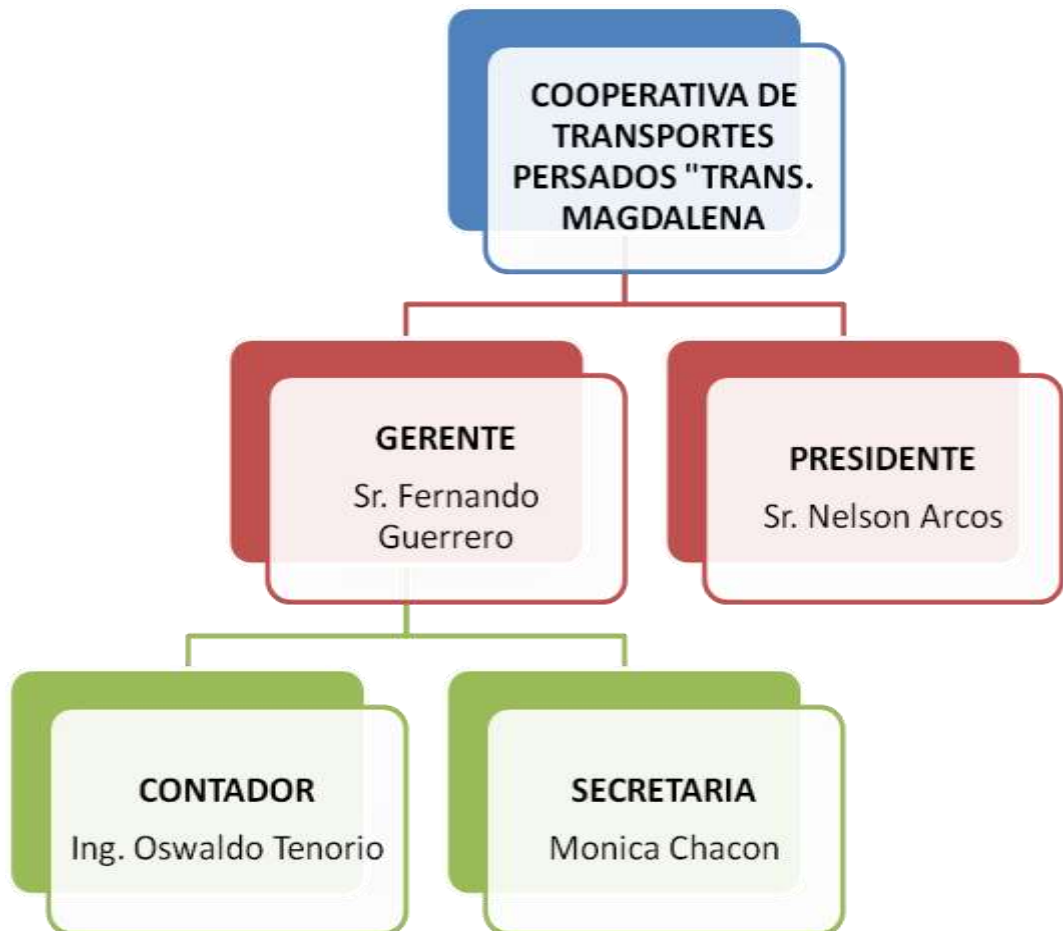 COOPERATIVA DE
TRANSPORTES
PERSADOS "TRANS.
MAGDALENA
GERENTE
Sr. Fernando
Guerrero
PRESIDENTE
Sr. Nelson Arcos
CONTADOR
Ing. Oswaldo Tenorio
SECRETARIA
Monica Chacon